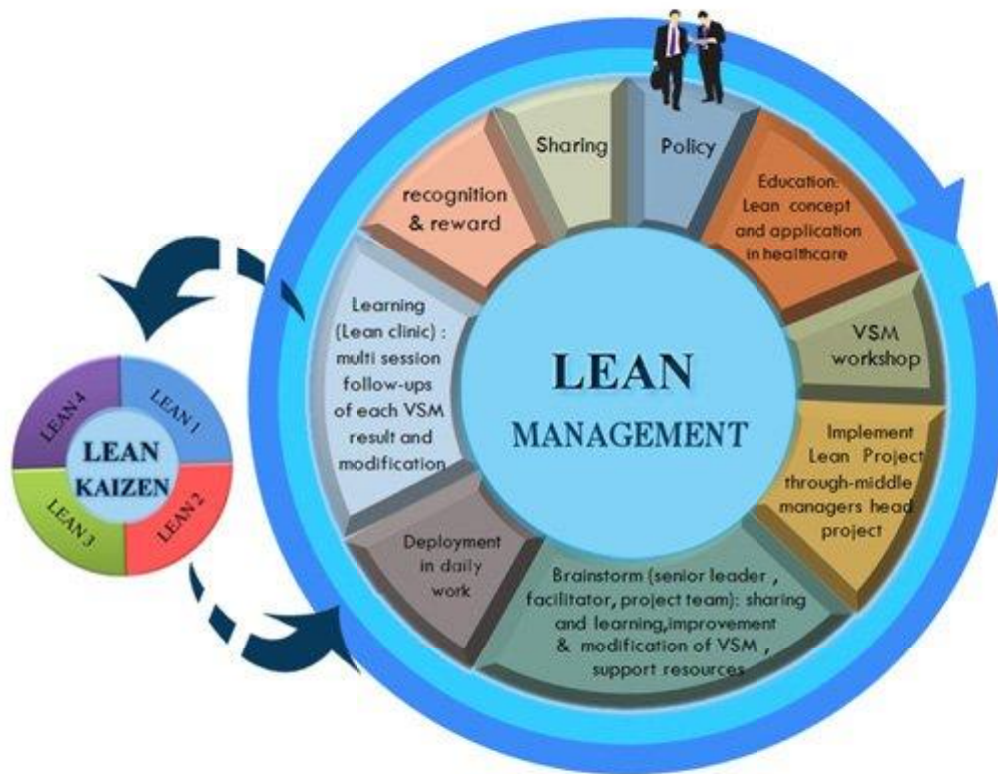 Sharing
Policy
Education:
Lean concept
and application
in healthcare
VSM
workshop
Implement
Lean Project
through-middle
managers head
project
Brainstorm (senior leader ,
facilitator, project team): sharing
and learning,improvement
& modification of VSM ,
support resources
Deployment
in daily
work
Learning
(Lean clinic) :
multi session
follow-ups
of each VSM
result and
modification
recognition
& reward
LEAN
MANAGEMENT
LEAN 1
LEAN 2
LEAN 3
LEAN 4
LEAN
KAIZEN